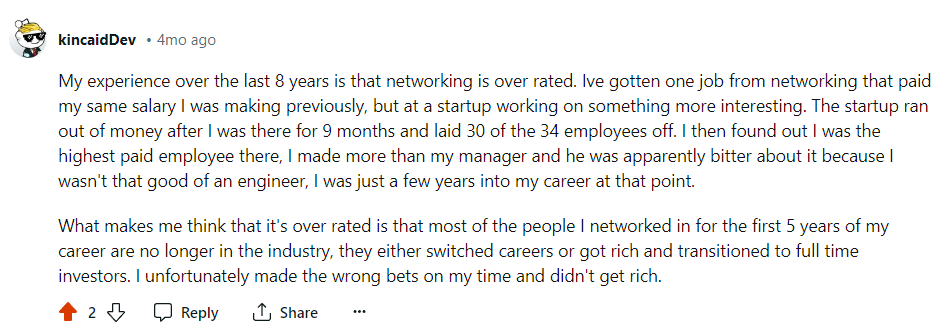 kincaidDev • 4mo ago
My experience over the last 8 years is that networking is over rated. Ive gotten one job from networking that paid
my same salary I was making previously, but at a startup working on something more interesting. The startup ran
out of money after I was there for 9 months and laid 30 of the 34 employees off. I then found out I was the
highest paid employee there, I made more than my manager and he was apparently bitter about it because I
wasn't that good of an engineer, I was just a few years into my career at that point.
What makes me think that it's over rated is that most of the people I networked in for the first 5 years of my
career are no longer in the industry, they either switched careers or got rich and transitioned to full time
investors. I unfortunately made the wrong bets on my time and didn't get rich.
2 Reply Share ...